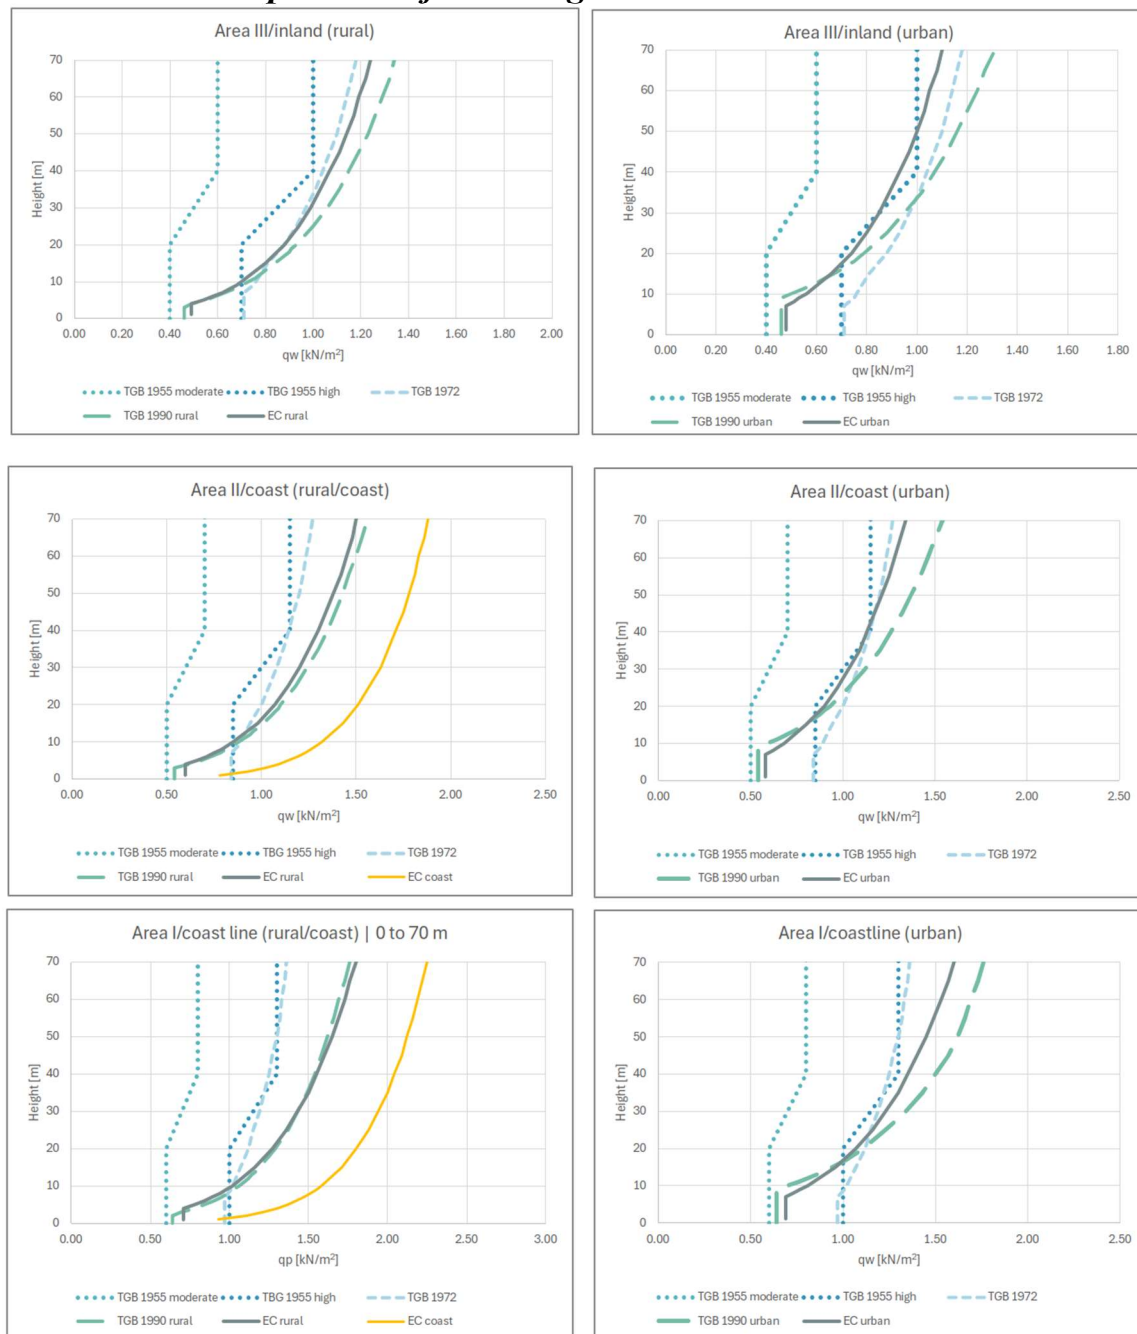 Area III/inland (rural)
70
60
50
40
30
20
10
0
Height [m]
0.00 0.20 0.40 0.60 0.80 1.00 1.20 1.40 1.60 1.80 2.00
qw [kN/m²]
TGB 1955 moderate TBG 1955 high TGB 1972
TGB 1990 rural EC rural
Area III/inland (urban)
70
60
50
40
30
20
10
0
Height [m]
0.00 0.20 0.40 0.60 0.80 1.00 1.20 1.40 1.60 1.80
qw [kN/m²]
TGB 1955 moderate TGB 1955 high TGB 1972
TGB 1990 urban EC urban
Area II/coast (rural/coast)
70
60
50
40
30
20
10
0
Height [m]
0.00 0.50 1.00 1.50 2.00 2.50
qw [kN/m²]
TGB 1955 moderate TBG 1955 high TGB 1972
TGB 1990 rural EC rural EC coast
Area II/coast (urban)
70
60
50
40
30
20
10
0
Height [m]
0.00 0.50 1.00 1.50 2.00 2.50
qw [kN/m²]
TGB 1955 moderate TGB 1955 high TGB 1972
TGB 1990 urban EC urban
Area I/coast line (rural/coast) | 0 to 70 m
70
60
50
40
30
20
10
0
Height [m]
0.00 0.50 1.00 1.50 2.00 2.50 3.00
qp [kN/m²]
TGB 1955 moderate TBG 1955 high TGB 1972
TGB 1990 rural EC rural EC coast
Area I/coastline (urban)
70
60
50
40
30
20
10
0
Height [m]
0.00 0.50 1.00 1.50 2.00 2.50
qw [kN/m²]
TGB 1955 moderate TGB 1955 high TGB 1972
TGB 1990 urban EC urban